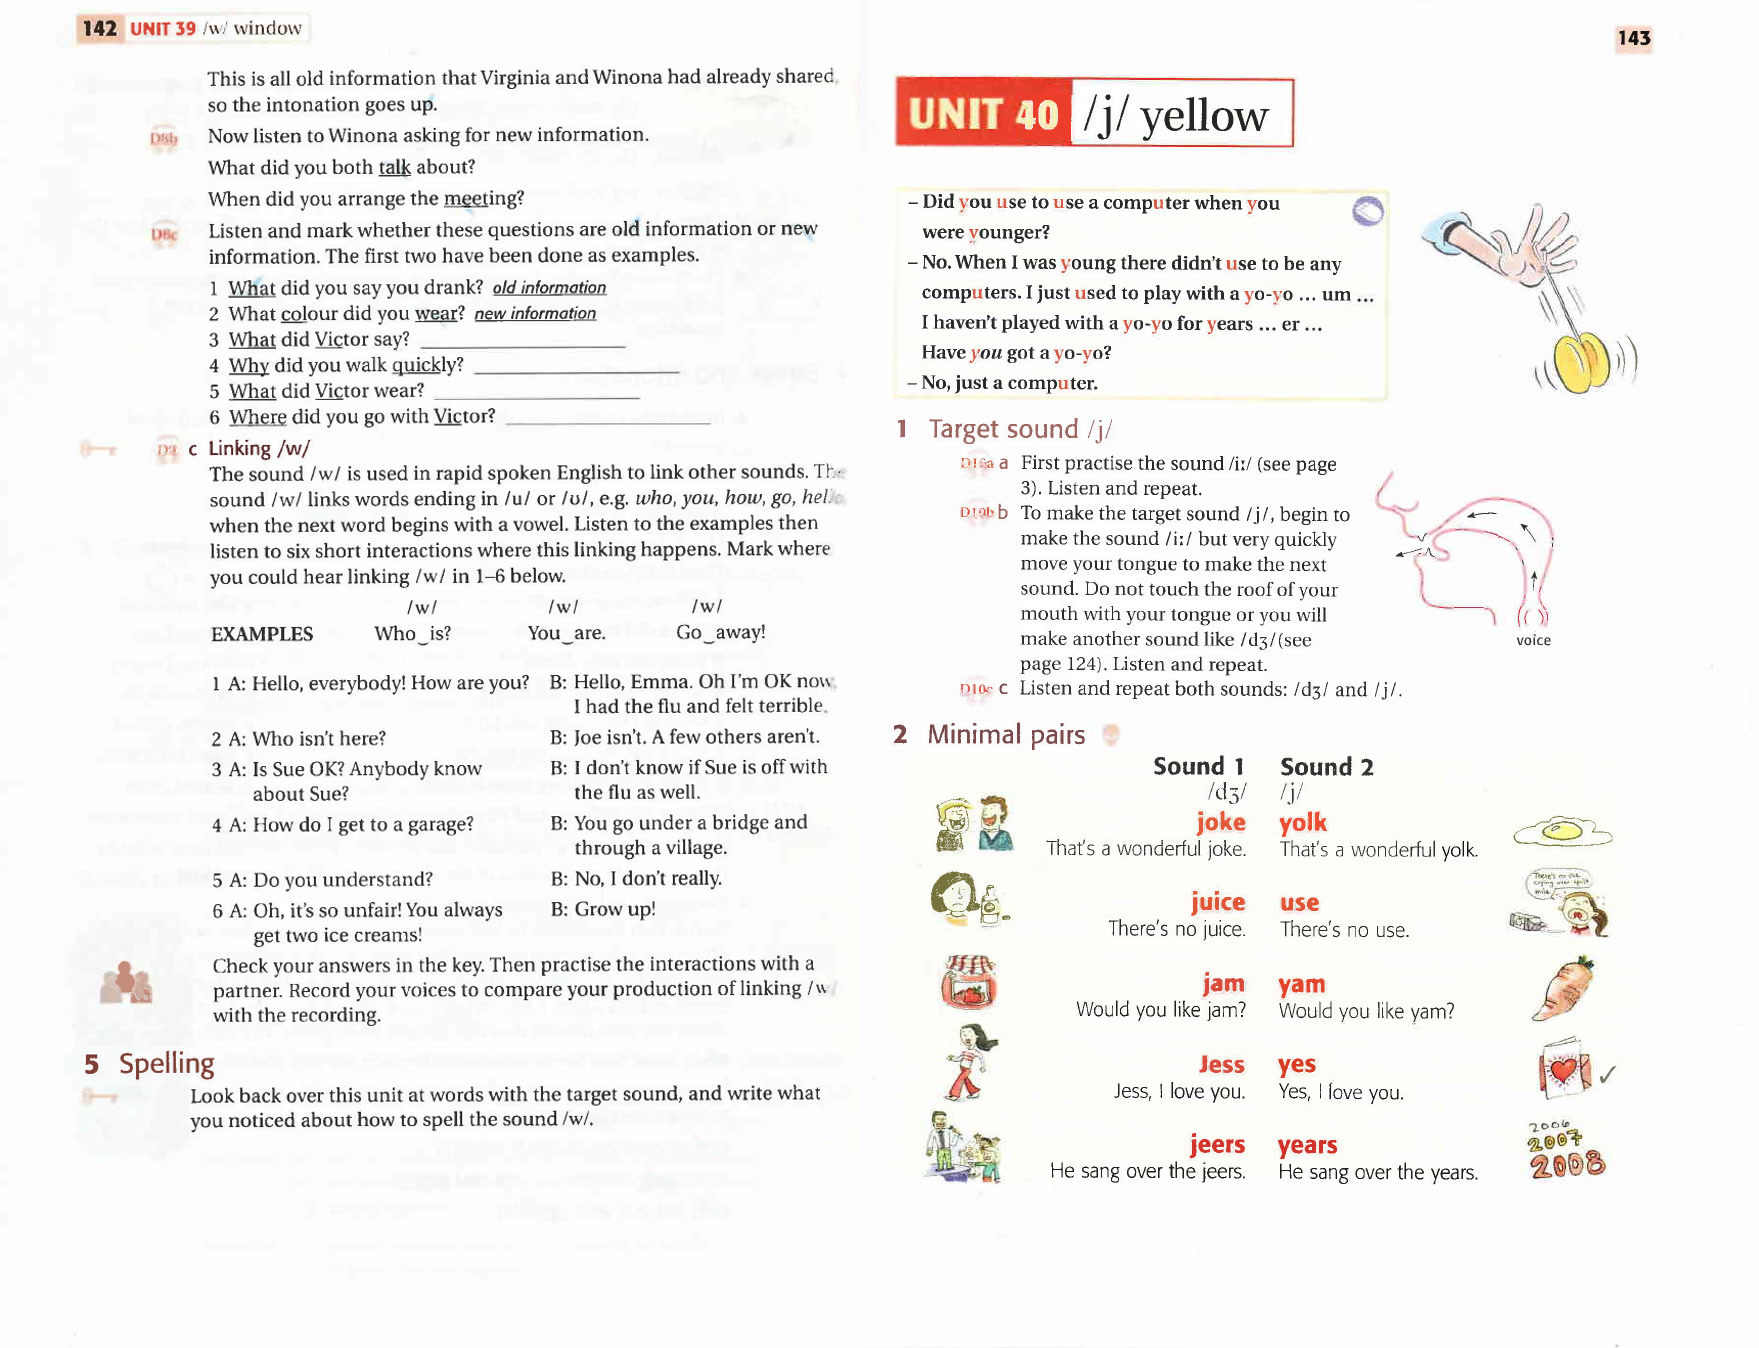 142 UNIT 39 /w/ window
This is all old information that Virginia and Winona had already shared
so the intonation goes up.
D8b Now listen to Winona asking for new information.
What did you both talk about?
When did you arrange the meeting?
D8c Listen and mark whether these questions are old information or new
information. The first two have been done as examples.
1 What did you say you drank? old information
2 What colour did you wear? new information
3 What did Victor say?
4 Why did you walk quickly?
5 What did Victor wear?
6 Where did you go with Victor?
D9 c Linking /w/
The sound /w/ is used in rapid spoken English to link other sounds. The
sound /w/ links words ending in /u/ or /ʊ/, e.g. who, you, how, go, hello
when the next word begins with a vowel. Listen to the examples then
listen to six short interactions where this linking happens. Mark where
you could hear linking /w/ in 1–6 below.
/w/ /w/ /w/
EXAMPLES Who‿is? You‿are. Go‿away!
1 A: Hello, everybody! How are you? B: Hello, Emma. Oh I'm OK now.
I had the flu and felt terrible.
2 A: Who isn't here? B: Joe isn't. A few others aren't.
3 A: Is Sue OK? Anybody know B: I don't know if Sue is off with
about Sue? the flu as well.
4 A: How do I get to a garage? B: You go under a bridge and
through a village.
5 A: Do you understand? B: No, I don't really.
6 A: Oh, it's so unfair! You always B: Grow up!
get two ice creams!
Check your answers in the key. Then practise the interactions with a
partner. Record your voices to compare your production of linking /w/
with the recording.
5 Spelling
Look back over this unit at words with the target sound, and write what
you noticed about how to spell the sound /w/.
143
UNIT 40 /j/ yellow
– Did you use to use a computer when you
were younger?
– No. When I was young there didn't use to be any
computers. I just used to play with a yo-yo ... um ...
I haven't played with a yo-yo for years ... er ...
Have you got a yo-yo?
– No, just a computer.
1 Target sound /j/
D10a a First practise the sound /iː/ (see page
3). Listen and repeat.
D10b b To make the target sound /j/, begin to
make the sound /iː/ but very quickly
move your tongue to make the next
sound. Do not touch the roof of your
mouth with your tongue or you will
make another sound like /dʒ/(see
page 124). Listen and repeat.
voice
D10c c Listen and repeat both sounds: /dʒ/ and /j/.
2 Minimal pairs
Sound 1 Sound 2
/dʒ/ /j/
joke yolk
That's a wonderful joke. That's a wonderful yolk.
There's no use
crying over spilt
milk
juice use
There's no juice. There's no use.
jam yam
Would you like jam? Would you like yam?
Jess yes
Jess, I love you. Yes, I love you.
jeers years
He sang over the jeers. He sang over the years.
2006
2007
2008